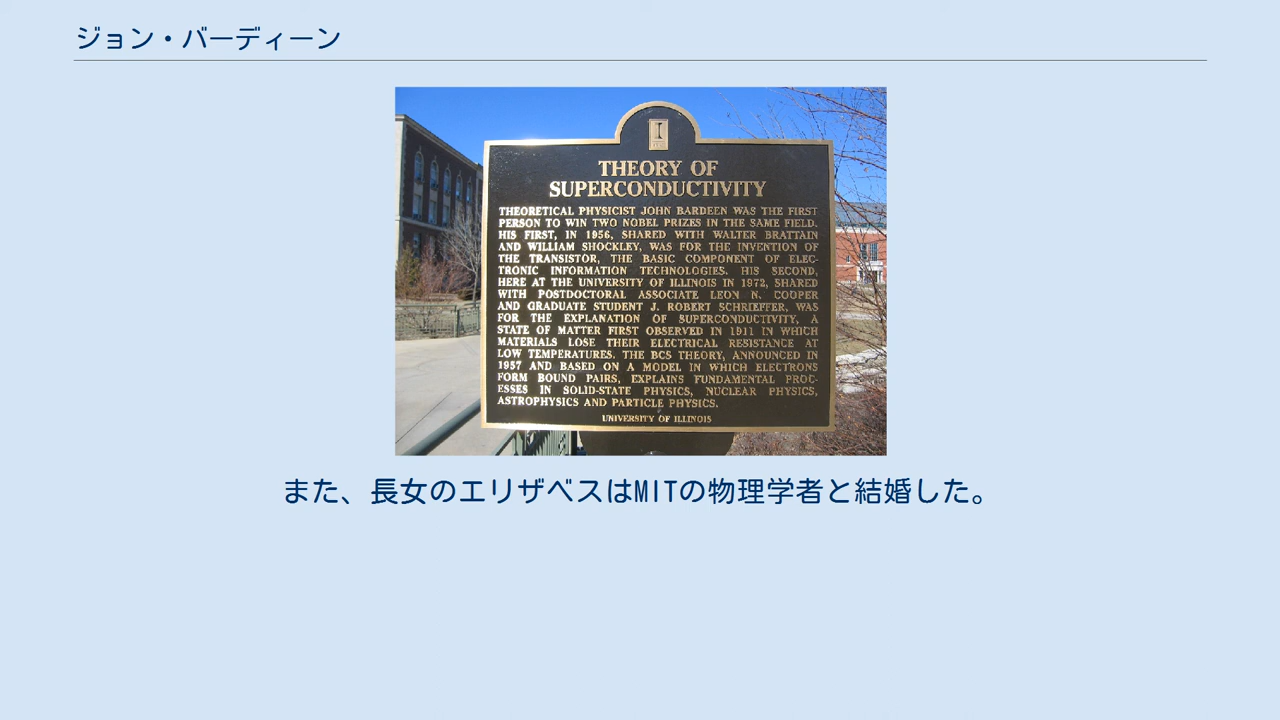 ジョン・バーディーン
I
THEORY OF
SUPERCONDUCTIVITY
THEORETICAL PHYSICIST JOHN BARDEEN WAS THE FIRST
PERSON TO WIN TWO NOBEL PRIZES IN THE SAME FIELD.
HIS FIRST, IN 1956, SHARED WITH WALTER BRATTAIN
AND WILLIAM SHOCKLEY, WAS FOR THE INVENTION OF
THE TRANSISTOR, THE BASIC COMPONENT OF ELEC-
TRONIC INFORMATION TECHNOLOGIES. HIS SECOND,
HERE AT THE UNIVERSITY OF ILLINOIS IN 1972, SHARED
WITH POSTDOCTORAL ASSOCIATE LEON N. COOPER
AND GRADUATE STUDENT J. ROBERT SCHRIEFFER, WAS
FOR THE EXPLANATION OF SUPERCONDUCTIVITY, A
STATE OF MATTER FIRST OBSERVED IN 1911 IN WHICH
MATERIALS LOSE THEIR ELECTRICAL RESISTANCE AT
LOW TEMPERATURES. THE BCS THEORY, ANNOUNCED IN
1957 AND BASED ON A MODEL IN WHICH ELECTRONS
FORM BOUND PAIRS, EXPLAINS FUNDAMENTAL PROC-
ESSES IN SOLID-STATE PHYSICS, NUCLEAR PHYSICS,
ASTROPHYSICS AND PARTICLE PHYSICS.
UNIVERSITY OF ILLINOIS
また、長女のエリザベスはMITの物理学者と結婚した。